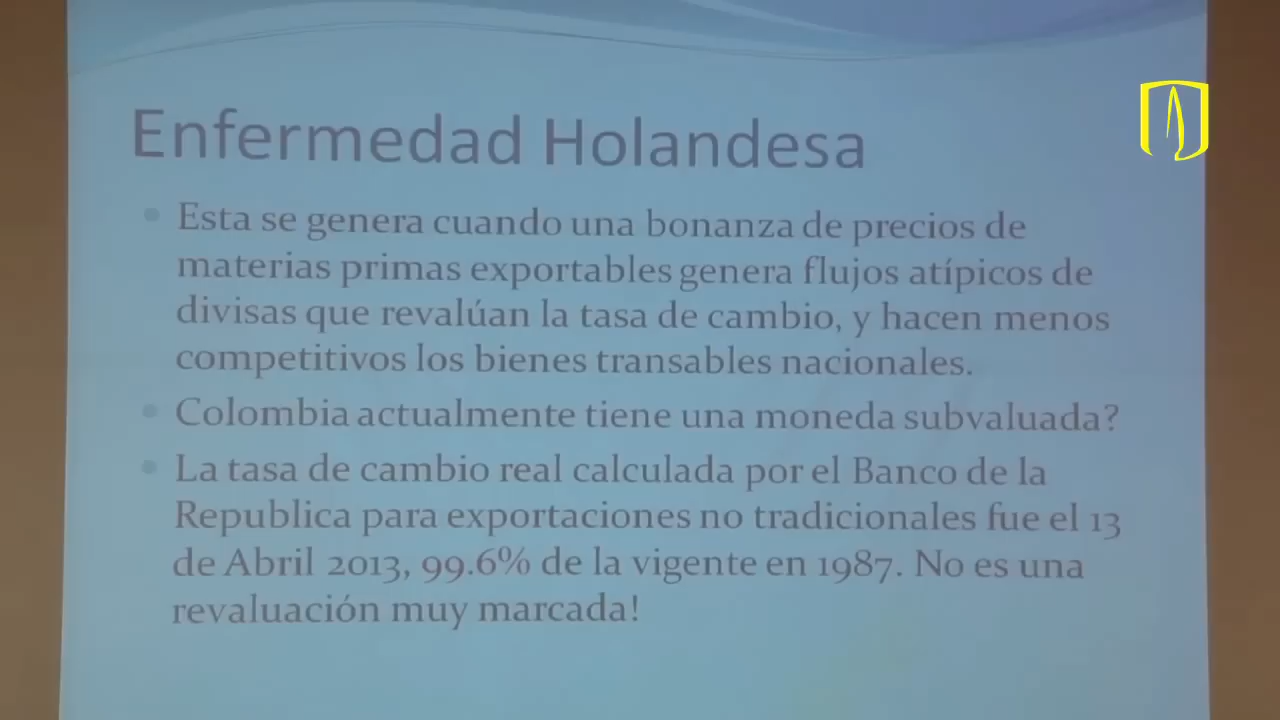 Enfermedad Holandesa
Esta se genera cuando una bonanza de precios de
materias primas exportables genera flujos atípicos de
divisas que revalúan la tasa de cambio, y hacen menos
competitivos los bienes transables nacionales.
Colombia actualmente tiene una moneda subvaluada?
La tasa de cambio real calculada por el Banco de la
Republica para exportaciones no tradicionales fue el 13
de Abril 2013, 99.6% de la vigente en 1987. No es una
revaluación muy marcada!